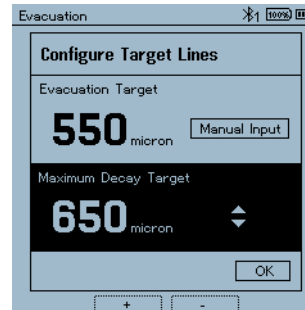 Evacuation 1 100%
Configure Target Lines
Evacuation Target
550 micron Manual Input
Maximum Decay Target
650 micron
OK
+ -